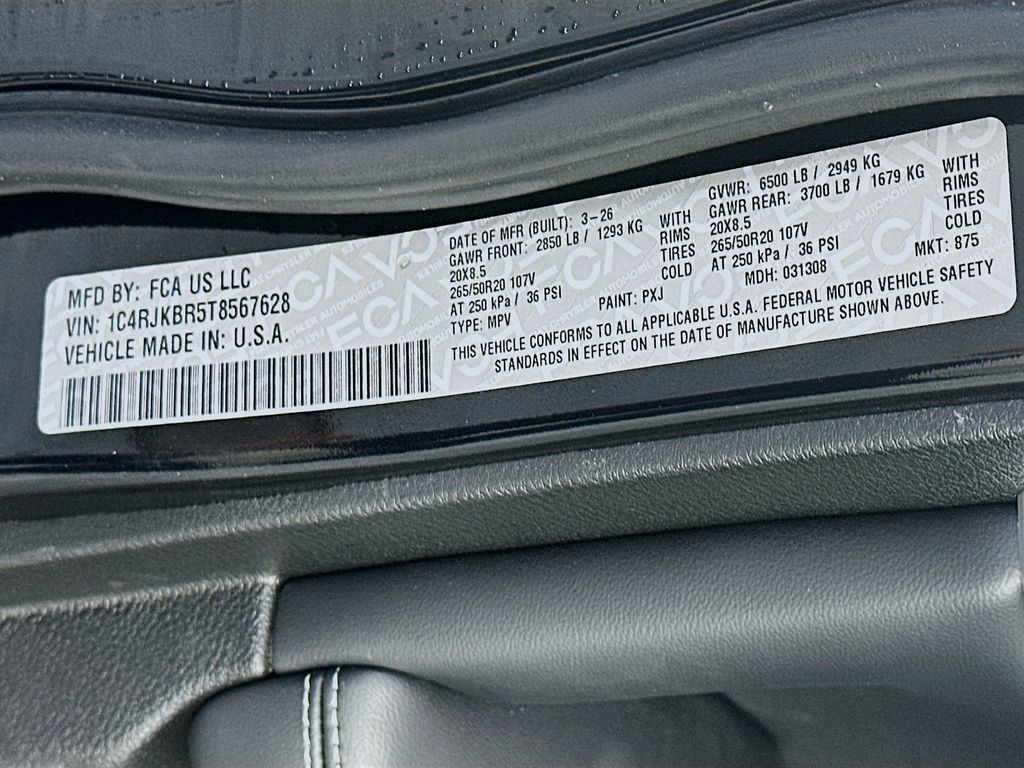 MFD BY: FCA US LLC
VIN: 1C4RJKBR5T8567628
VEHICLE MADE IN: U.S.A.
DATE OF MFR (BUILT): 3-26
GAWR FRONT: 2850 LB / 1293 KG WITH
20X8.5 RIMS
265/50R20 107V TIRES
AT 250 kPa / 36 PSI COLD
TYPE: MPV
PAINT: PXJ
GVWR: 6500 LB / 2949 KG
GAWR REAR: 3700 LB / 1679 KG WITH
20X8.5 RIMS
265/50R20 107V TIRES
AT 250 kPa / 36 PSI COLD
MDH: 031308
MKT: 875
THIS VEHICLE CONFORMS TO ALL APPLICABLE U.S.A. FEDERAL MOTOR VEHICLE SAFETY
STANDARDS IN EFFECT ON THE DATE OF MANUFACTURE SHOWN ABOVE.